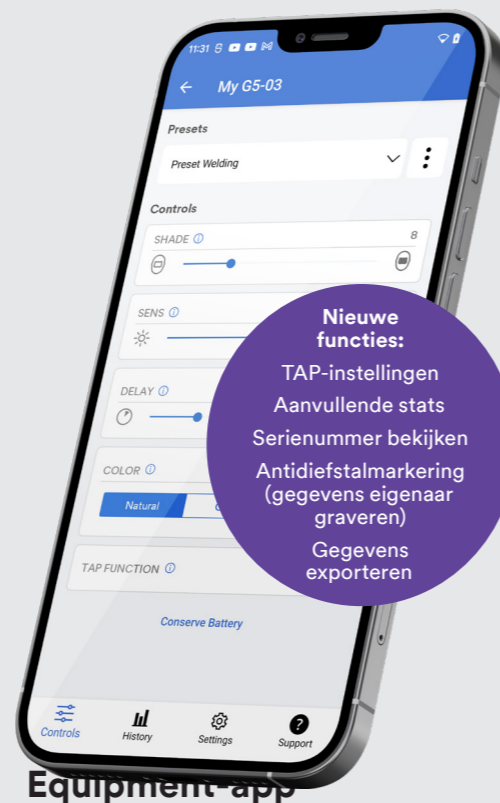 11:31
My G5-03
Presets
Preset Welding
Controls
SHADE
8
SENS
DELAY
COLOR
Natural
TAP FUNCTION
Conserve Battery
Controls
History
Settings
Support
Nieuwe
functies:
TAP-instellingen
Aanvullende stats
Serienummer bekijken
Antidiefstalmarkering
(gegevens eigenaar
graveren)
Gegevens
exporteren
Equipment-app